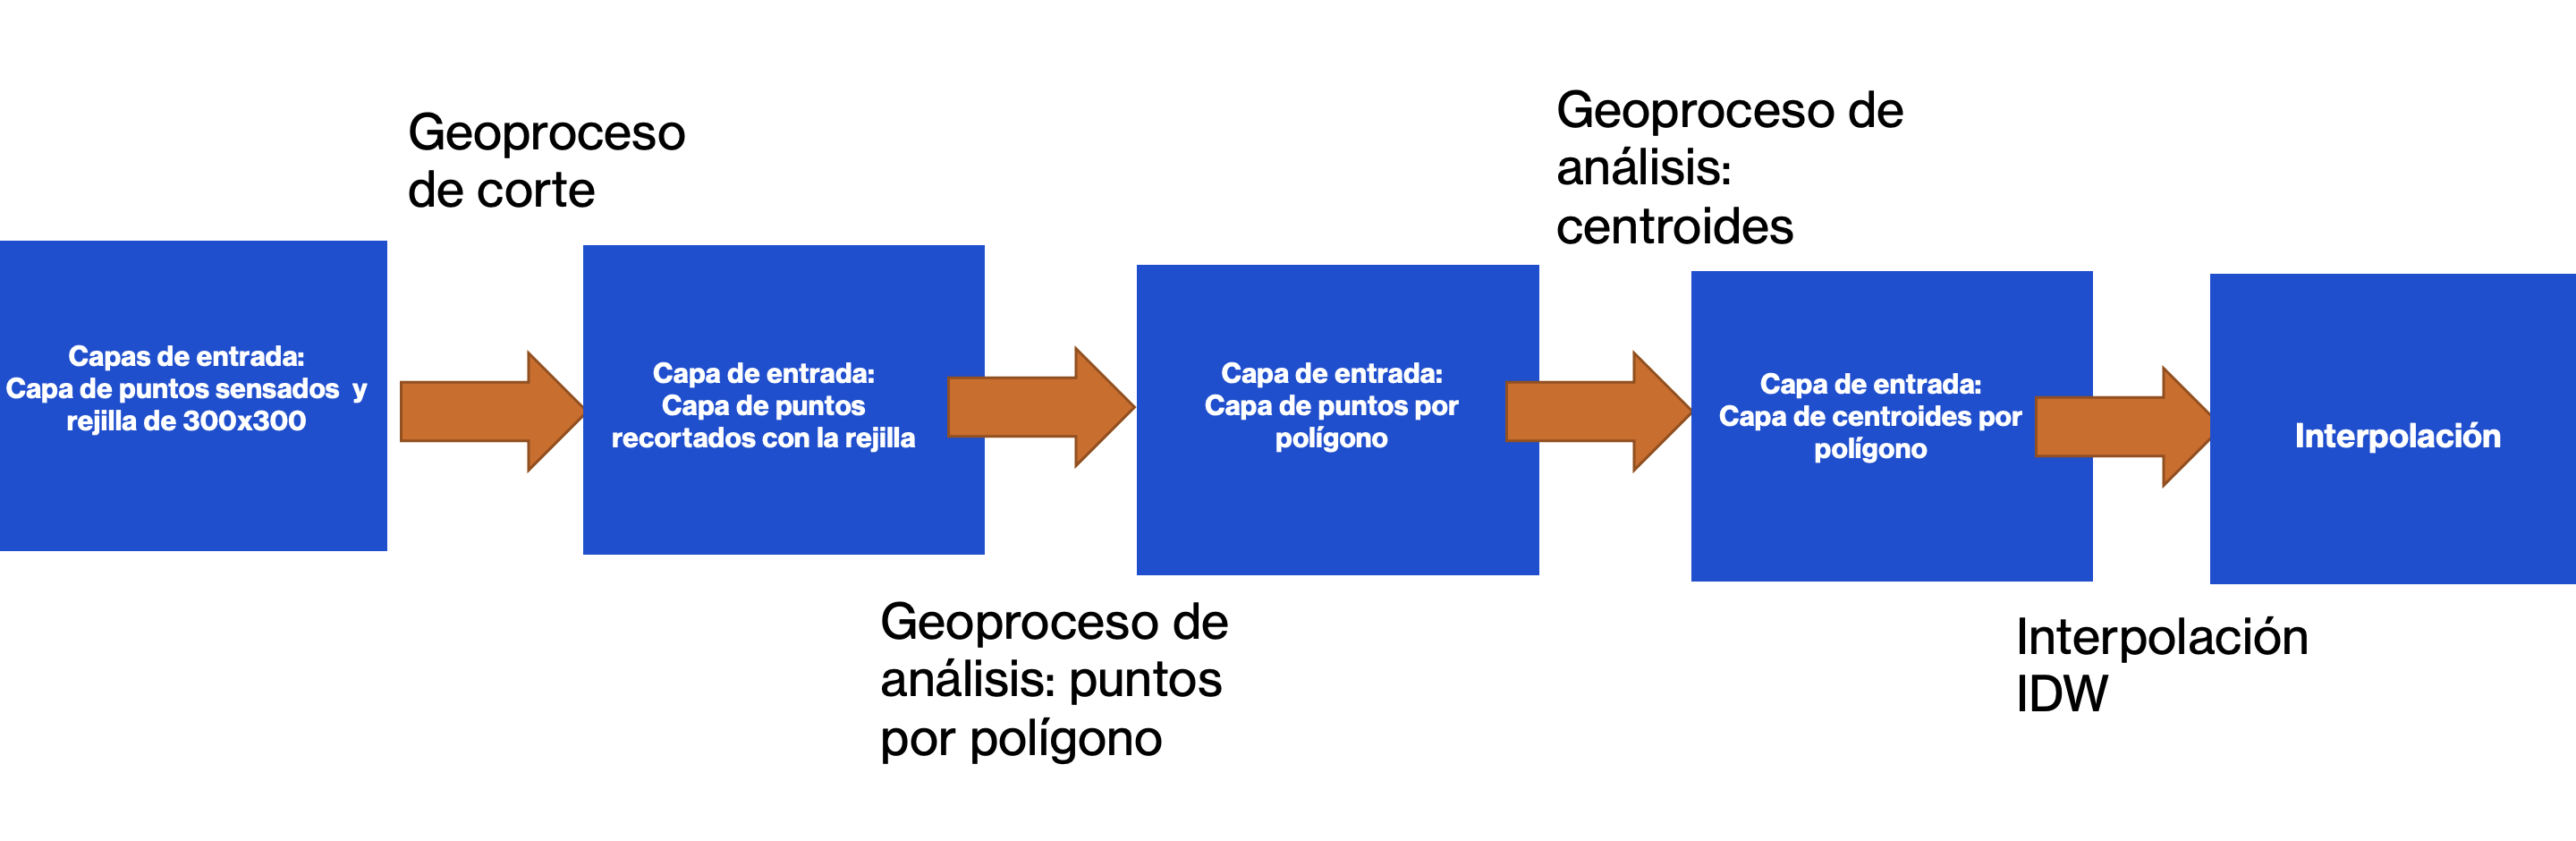 Geoproceso
de corte
Geoproceso de
análisis:
centroides
Capas de entrada:
Capa de puntos sensados y
rejilla de 300x300
Capa de entrada:
Capa de puntos
recortados con la rejilla
Capa de entrada:
Capa de puntos por
polígono
Capa de entrada:
Capa de centroides por
polígono
Interpolación
Geoproceso de
análisis: puntos
por polígono
Interpolación
IDW